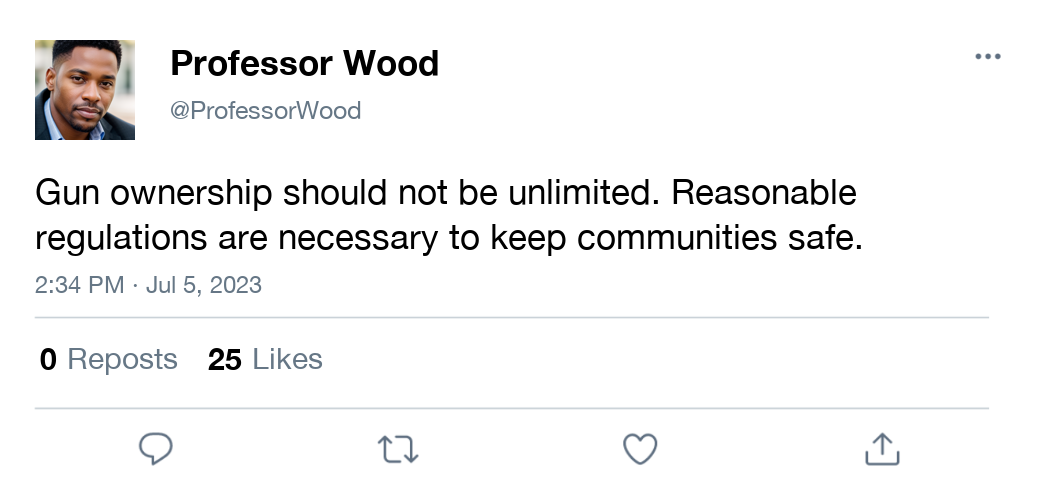 Professor Wood
@ProfessorWood
Gun ownership should not be unlimited. Reasonable
regulations are necessary to keep communities safe.
2:34 PM · Jul 5, 2023
0 Reposts 25 Likes